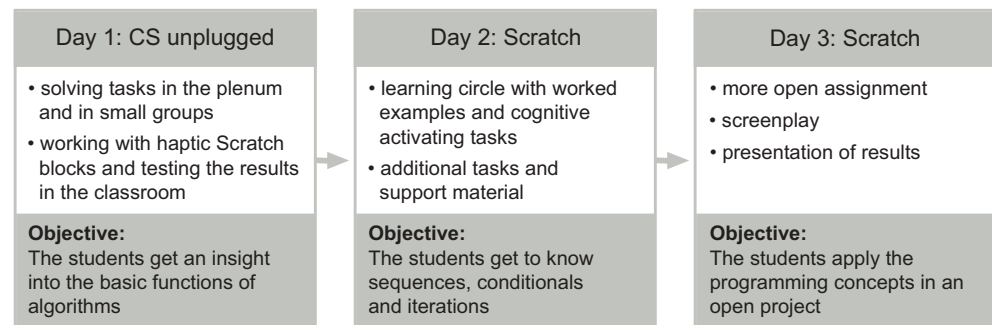 Day 1: CS unplugged
• solving tasks in the plenum
and in small groups
• working with haptic Scratch
blocks and testing the results
in the classroom
Objective:
The students get an insight
into the basic functions of
algorithms
Day 2: Scratch
• learning circle with worked
examples and cognitive
activating tasks
• additional tasks and
support material
Objective:
The students get to know
sequences, conditionals
and iterations
Day 3: Scratch
• more open assignment
• screenplay
• presentation of results
Objective:
The students apply the
programming concepts in an
open project